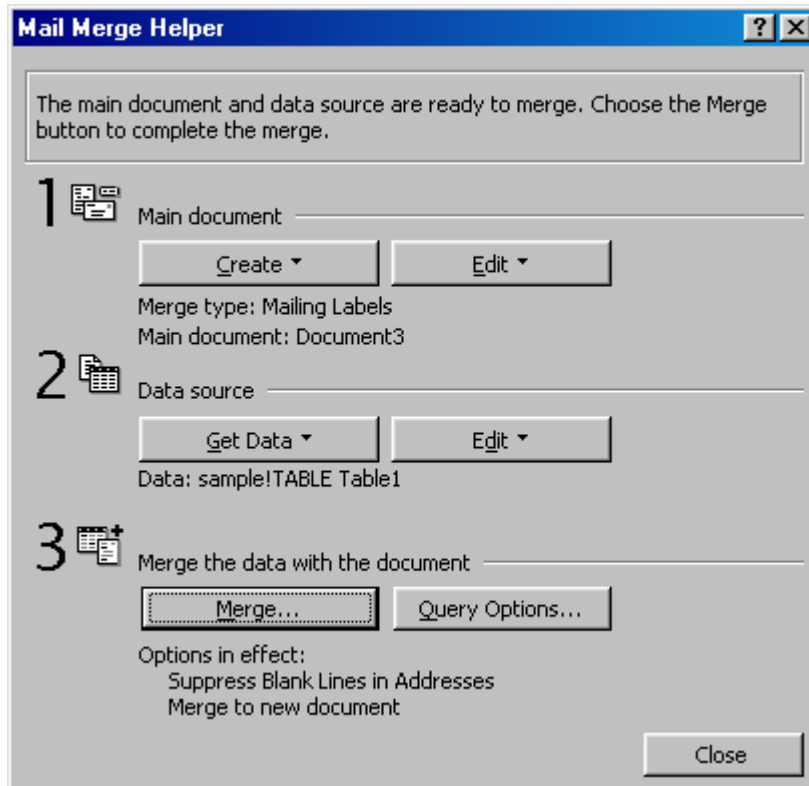 Mail Merge Helper
The main document and data source are ready to merge. Choose the Merge
button to complete the merge.
1
Main document
Create
Edit
Merge type: Mailing Labels
Main document: Document3
2
Data source
Get Data
Edit
Data: sample!TABLE Table1
3
Merge the data with the document
Merge...
Query Options...
Options in effect:
Suppress Blank Lines in Addresses
Merge to new document
Close